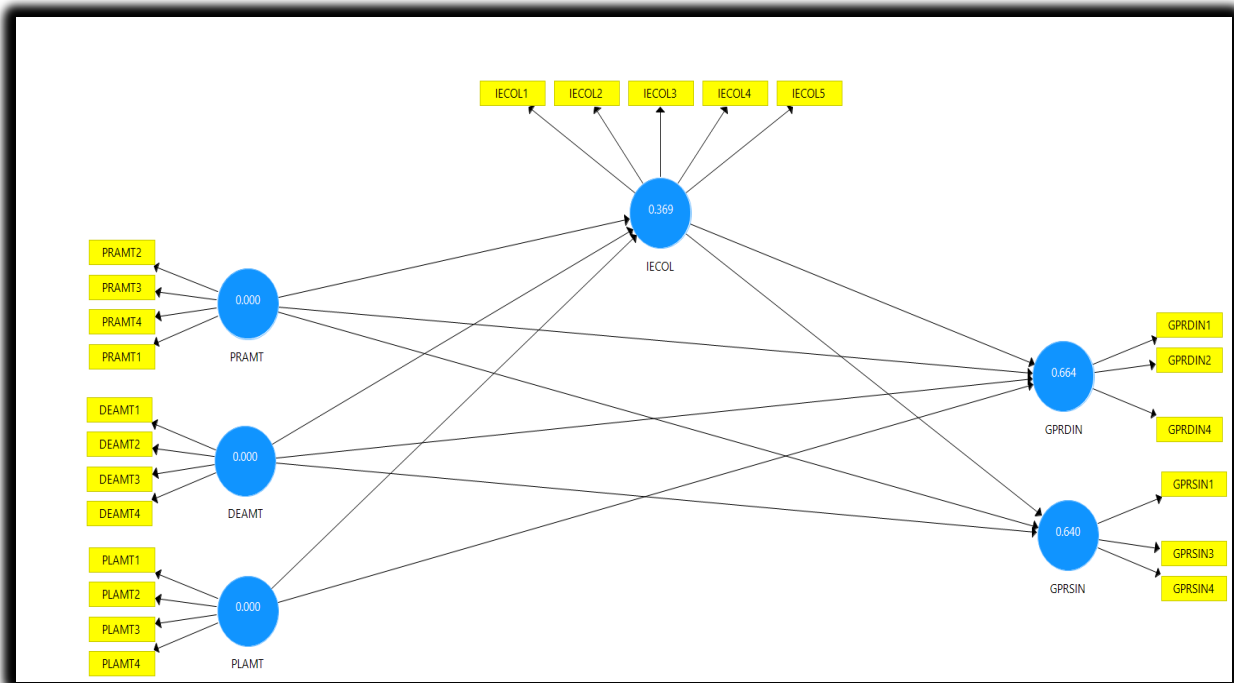 IECOL1 IECOL2 IECOL3 IECOL4 IECOL5
0.369
IECOL
PRAMT2
PRAMT3
PRAMT4
PRAMT1
0.000
PRAMT
DEAMT1
DEAMT2
DEAMT3
DEAMT4
0.000
DEAMT
PLAMT1
PLAMT2
PLAMT3
PLAMT4
0.000
PLAMT
0.664
GPRDIN
GPRDIN1
GPRDIN2
GPRDIN4
0.640
GPRSIN
GPRSIN1
GPRSIN3
GPRSIN4